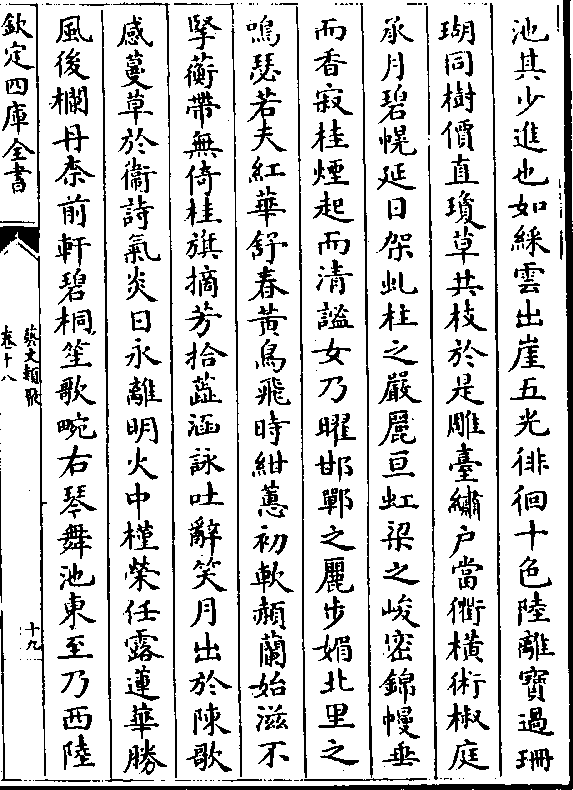 池其少進也如綵雲出崖五光徘徊十色陸離寶過珊
瑚同樹價直瓊草共枝於是雕臺繡户當衢橫術椒庭
承月碧幌延日架虬柱之嚴麗亘虹梁之峻密錦幔垂
而香寂桂煙起而清謐女乃曜邯鄲之麗步媚北里之
鳴瑟若夫紅華舒春黃鳥飛時紺蕙初軟頳蘭始滋不
掔蘅帶無倚桂旗摘芳拾蕋涵詠吐辭笑月出於陳歌
感蔓草於衞詩氣炎日永離明火中槿榮任露蓮華勝
風後欄丹柰前軒碧桐笙歌畹右琴舞池東至乃西陸
欽定四庫全書
藝文類聚
卷十八
十九